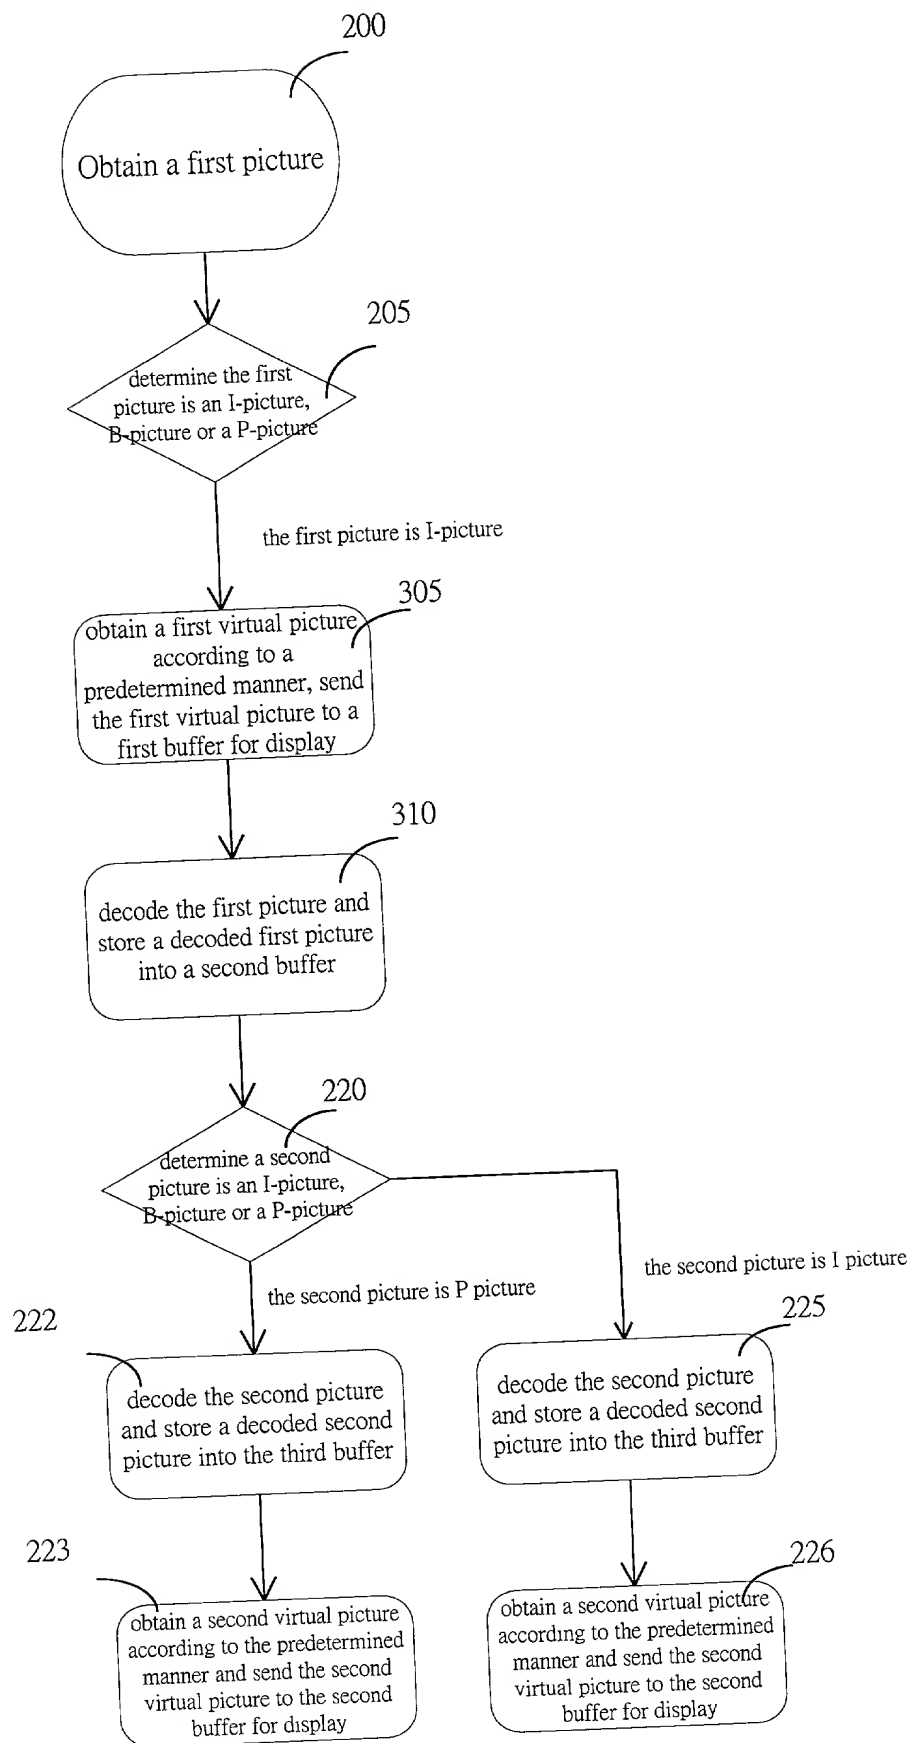 200
Obtain a first picture
205
determine the first
picture is an I-picture,
B-picture or a P-picture
the first picture is I-picture
305
obtain a first virtual picture
according to a
predetermined manner, send
the first virtual picture to a
first buffer for display
310
decode the first picture and
store a decoded first picture
into a second buffer
220
determine a second
picture is an I-picture,
B-picture or a P-picture
the second picture is P picture
the second picture is I picture
222
decode the second picture
and store a decoded second
picture into the third buffer
225
decode the second picture
and store a decoded second
picture into the third buffer
223
obtain a second virtual picture
according to the predetermined
manner and send the second
virtual picture to the second
buffer for display
226
obtain a second virtual picture
according to the predetermined
manner and send the second
virtual picture to the second
buffer for display